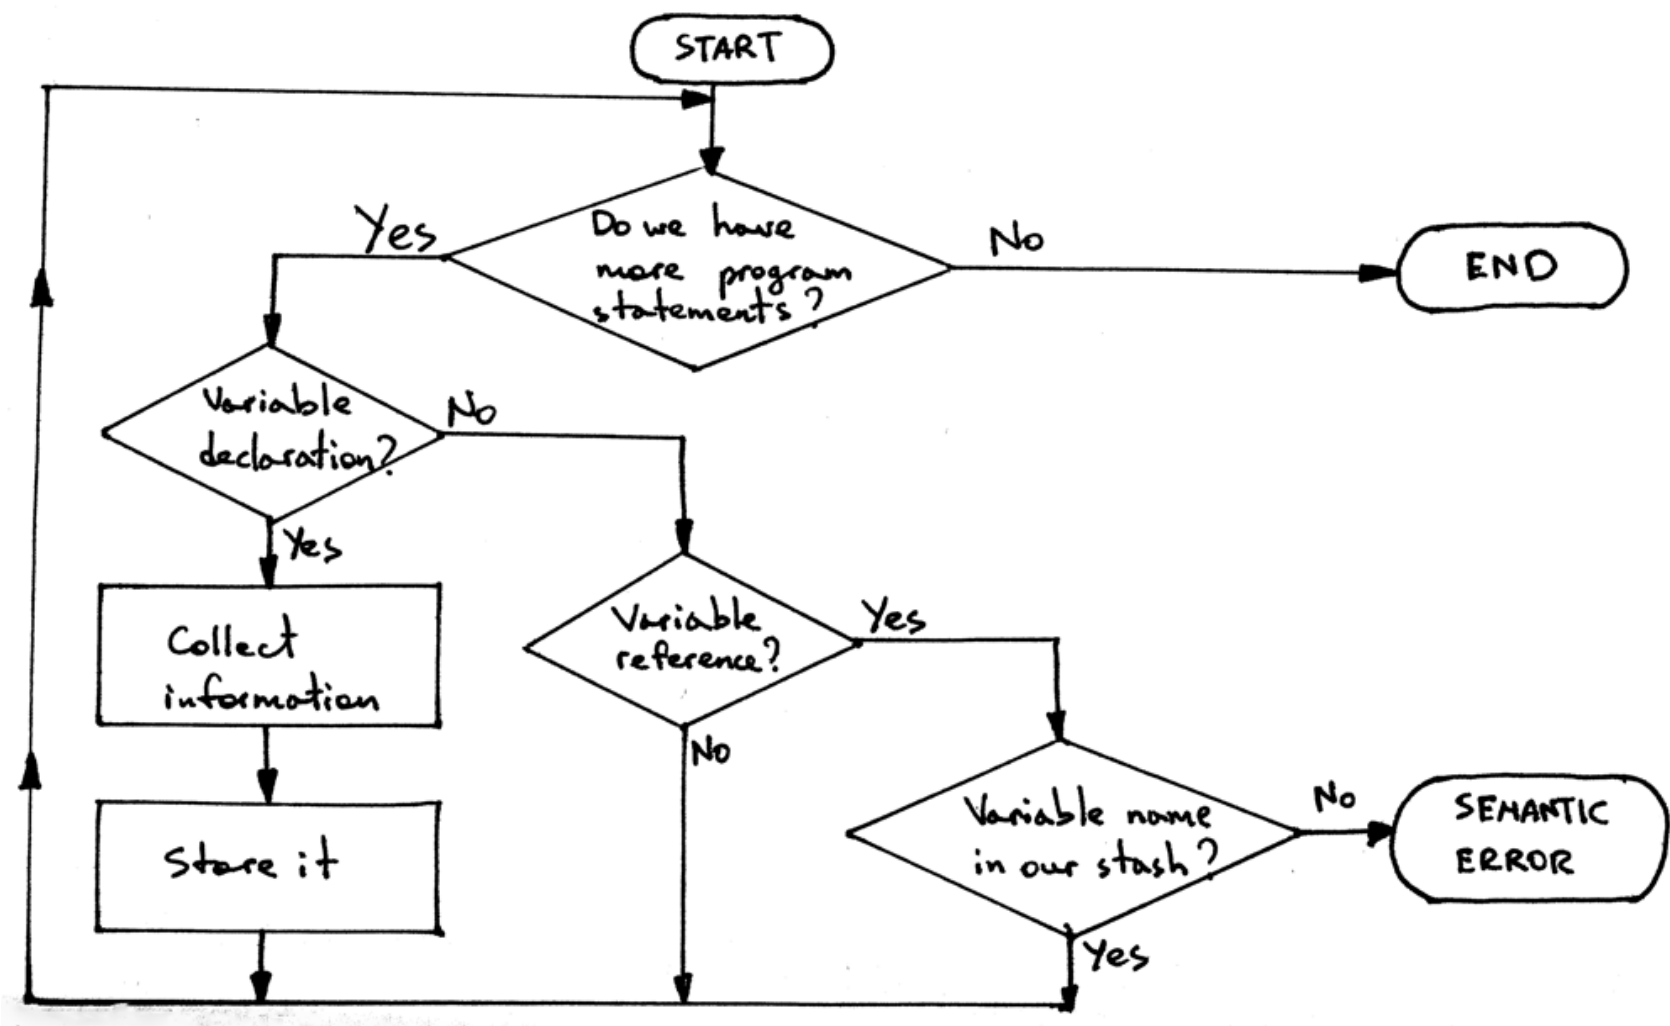 START
Do we have
more program
statements?
Yes
No
END
Variable
declaration?
No
Yes
Collect
information
Variable
reference?
Yes
No
Store it
Variable name
in our stash?
No
SEMANTIC
ERROR
Yes